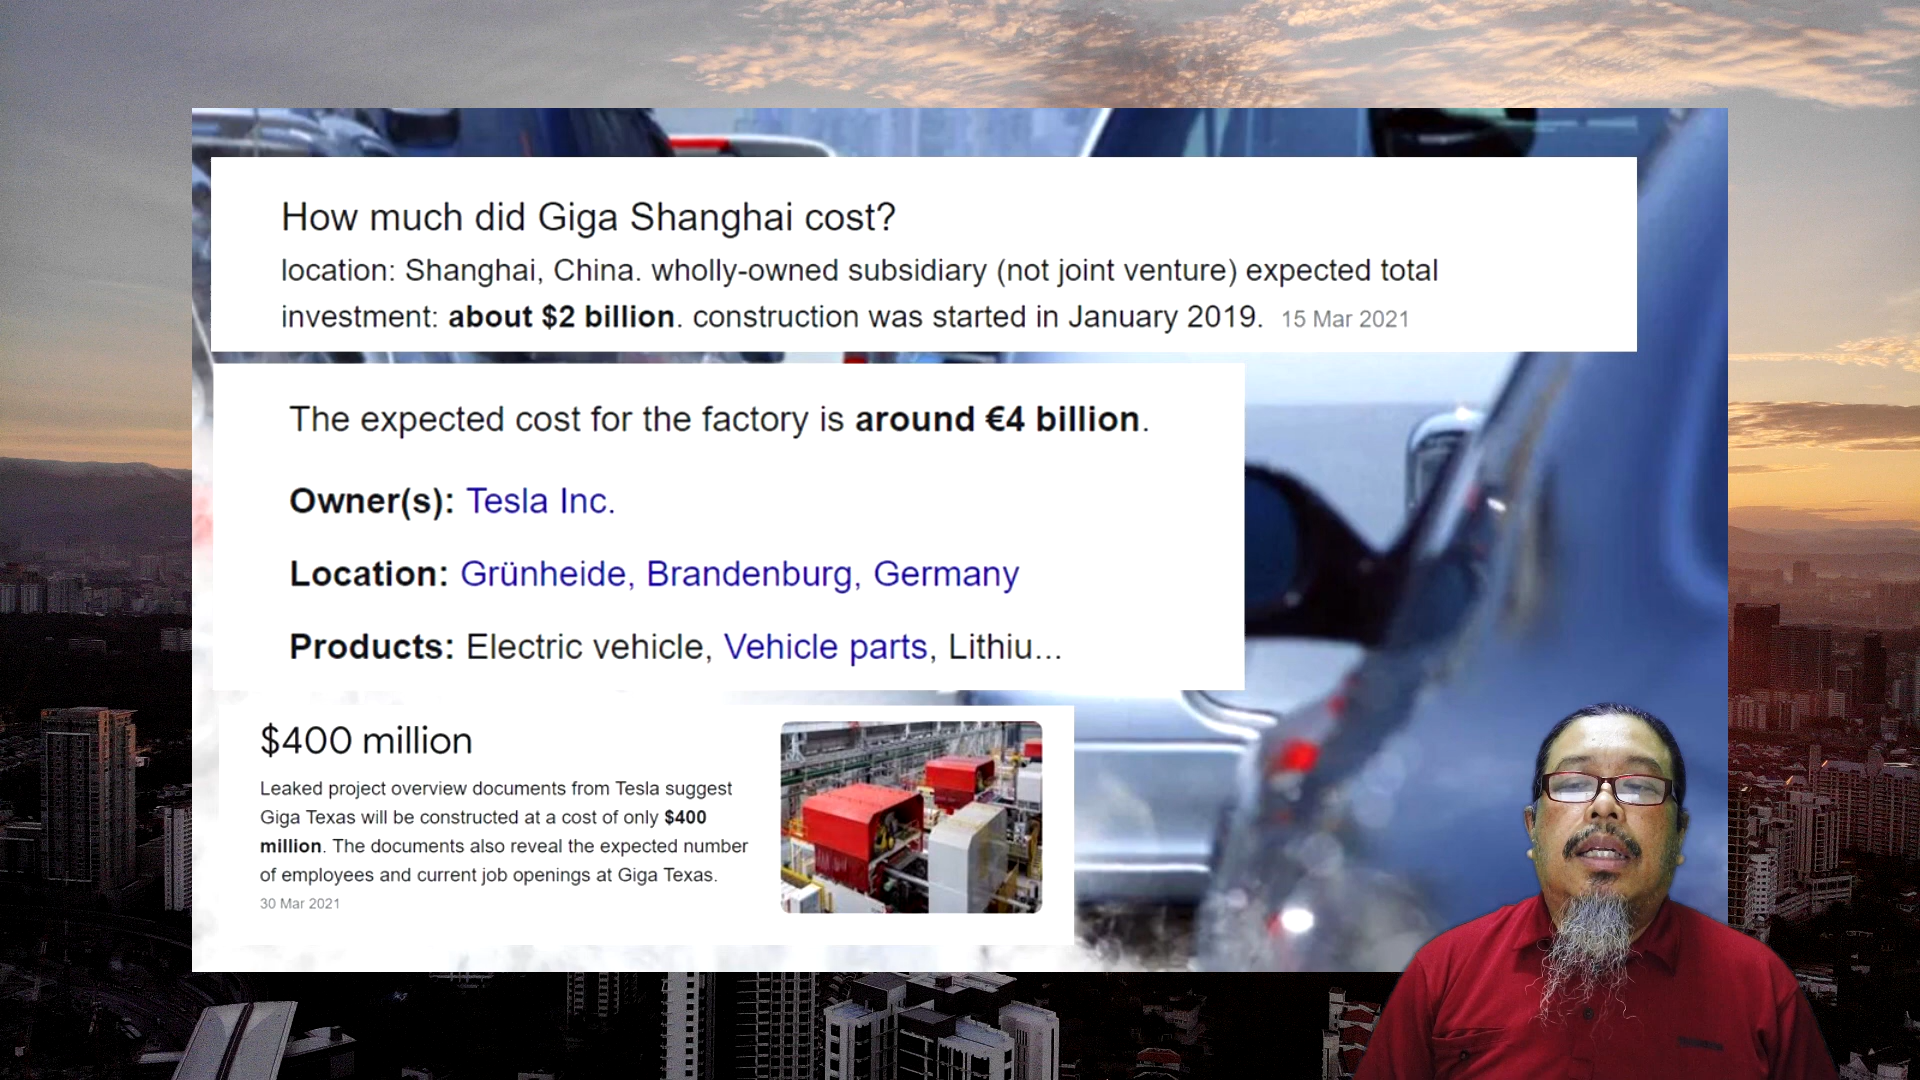 How much did Giga Shanghai cost?
location: Shanghai, China. wholly-owned subsidiary (not joint venture) expected total
investment: about $2 billion. construction was started in January 2019. 15 Mar 2021
The expected cost for the factory is around €4 billion.
Owner(s): Tesla Inc.
Location: Grünheide, Brandenburg, Germany
Products: Electric vehicle, Vehicle parts, Lithiu...
$400 million
Leaked project overview documents from Tesla suggest
Giga Texas will be constructed at a cost of only $400
million. The documents also reveal the expected number
of employees and current job openings at Giga Texas.
30 Mar 2021